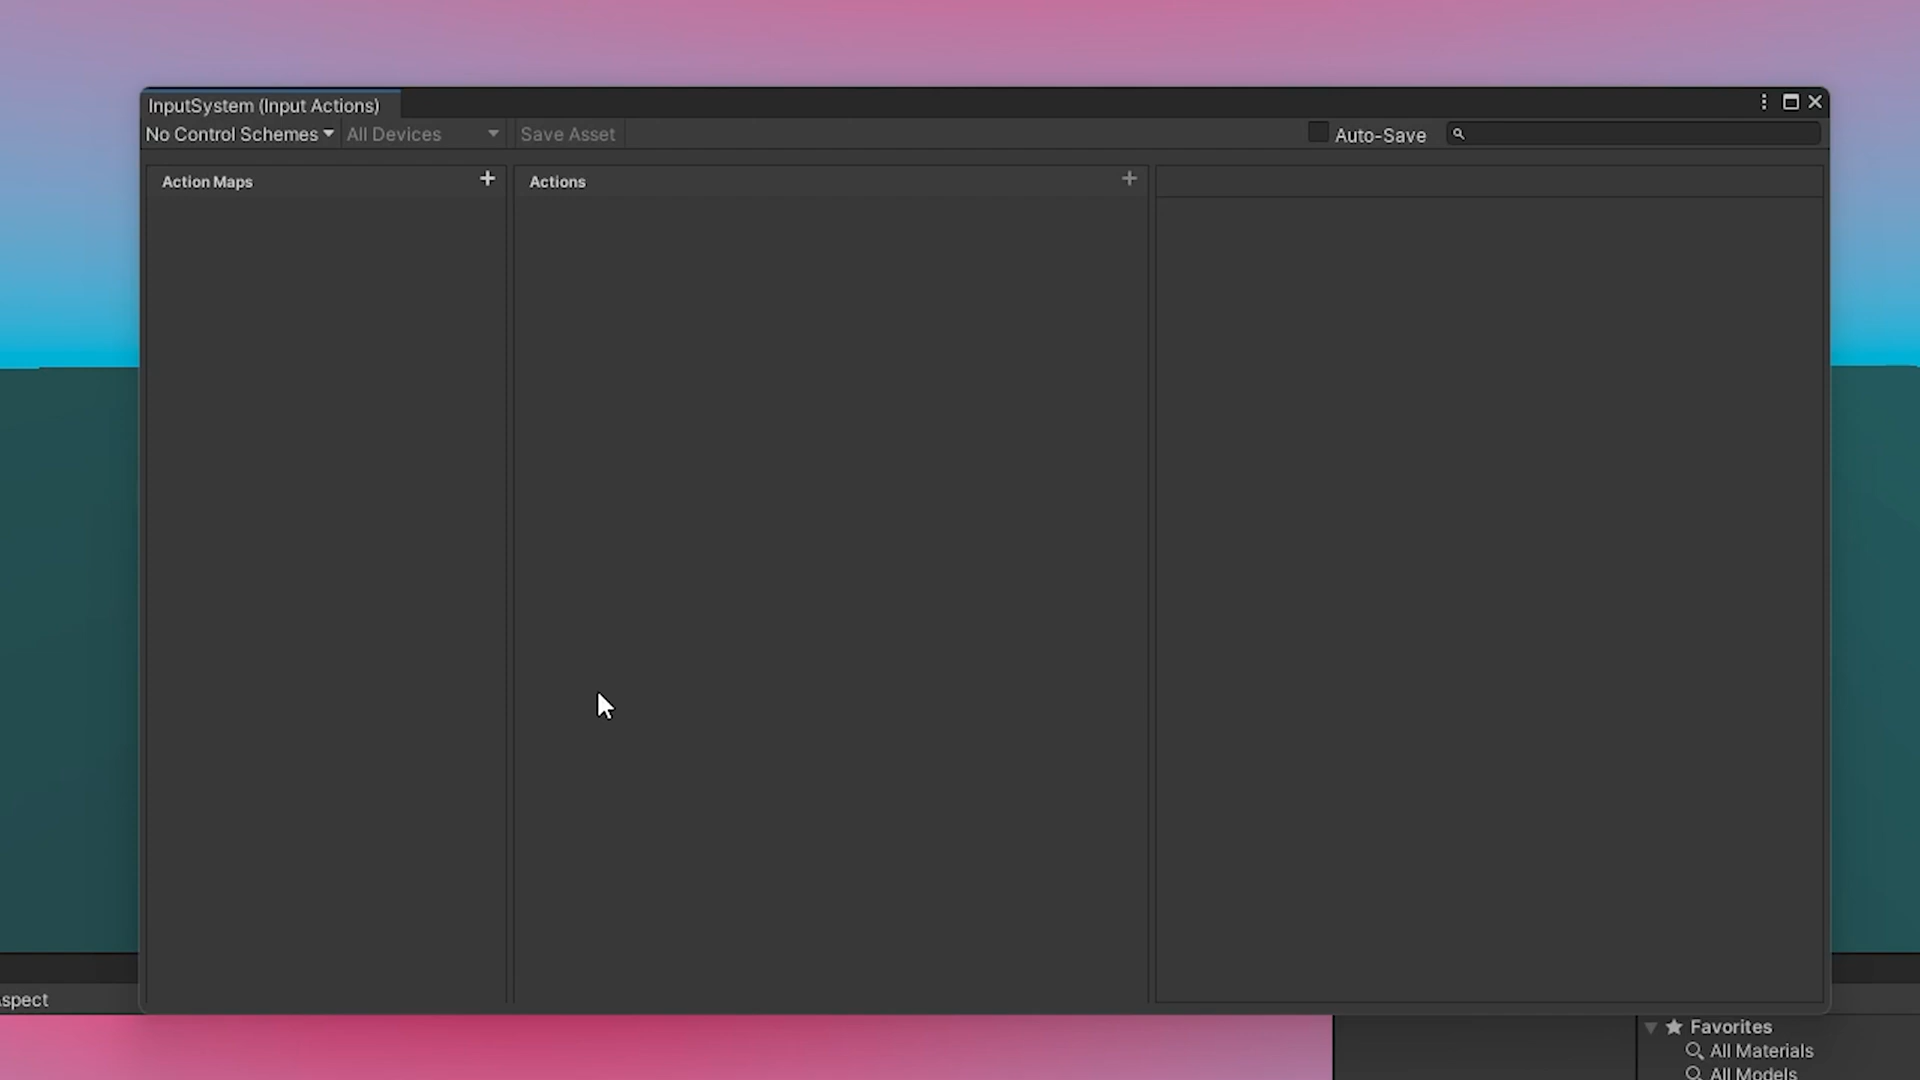 InputSystem (Input Actions)
No Control Schemes All Devices Save Asset Auto-Save
Action Maps + Actions +
spect
Favorites
All Materials
All Models